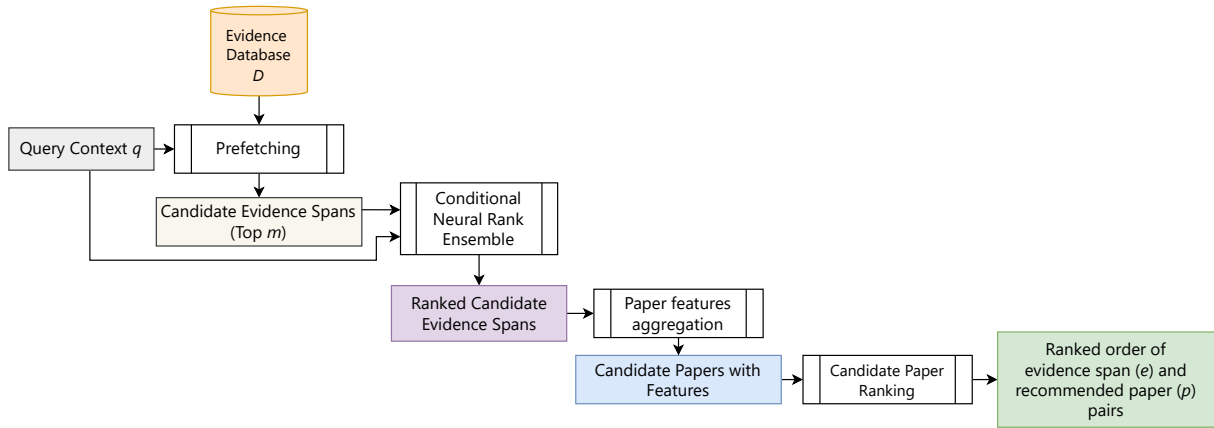 Evidence
Database
D
Query Context q
Prefetching
Candidate Evidence Spans
(Top m)
Conditional
Neural Rank
Ensemble
Ranked Candidate
Evidence Spans
Paper features
aggregation
Candidate Papers with
Features
Candidate Paper
Ranking
Ranked order of
evidence span (e) and
recommended paper (p)
pairs